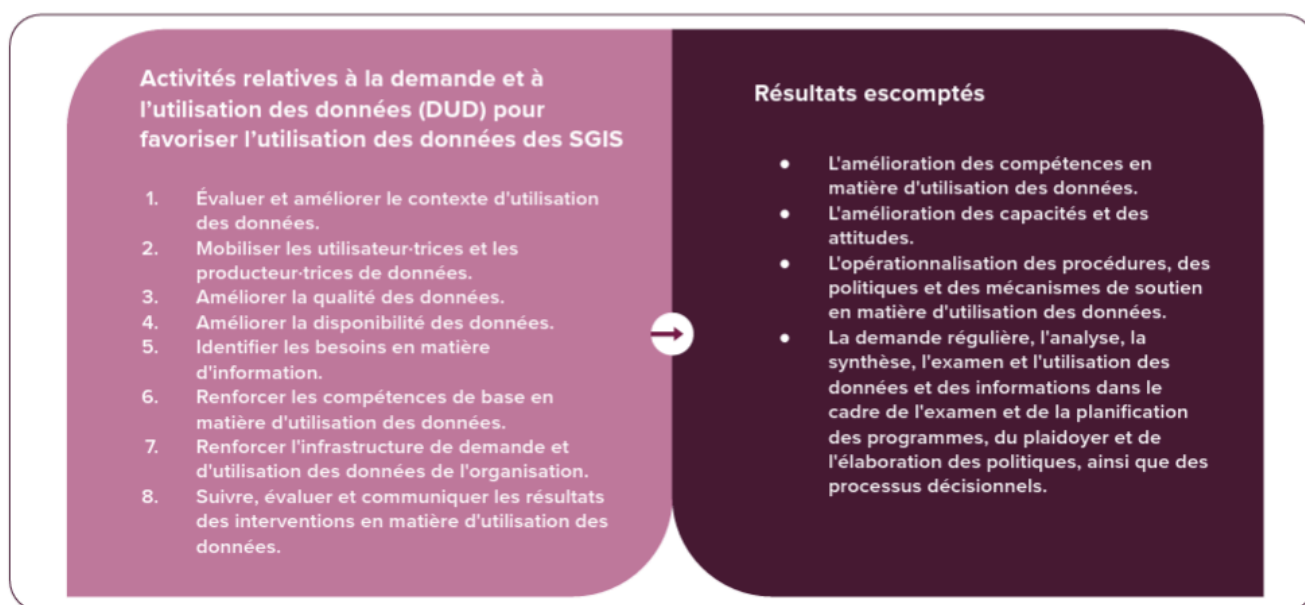 Activités relatives à la demande et à
l'utilisation des données (DUD) pour
favoriser l'utilisation des données des SGIS
1. Évaluer et améliorer le contexte d'utilisation
des données.
2. Mobiliser les utilisateur·trices et les
producteur·trices de données.
3. Améliorer la qualité des données.
4. Améliorer la disponibilité des données.
5. Identifier les besoins en matière
d'information.
6. Renforcer les compétences de base en
matière d'utilisation des données.
7. Renforcer l'infrastructure de demande et
d'utilisation des données de l'organisation.
8. Suivre, évaluer et communiquer les résultats
des interventions en matière d'utilisation des
données.
Résultats escomptés
● L'amélioration des compétences en
matière d'utilisation des données.
● L'amélioration des capacités et des
attitudes.
● L'opérationnalisation des procédures, des
politiques et des mécanismes de soutien
en matière d'utilisation des données.
● La demande régulière, l'analyse, la
synthèse, l'examen et l'utilisation des
données et des informations dans le
cadre de l'examen et de la planification
des programmes, du plaidoyer et de
l'élaboration des politiques, ainsi que des
processus décisionnels.